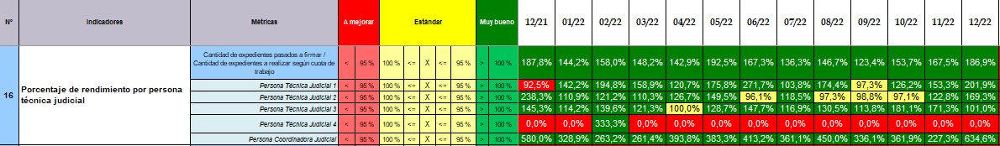 N° Indicadores Métricas A mejorar Estándar Muy bueno 12/21 01/22 02/22 03/22 04/22 05/22 06/22 07/22 08/22 09/22 10/22 11/22 12/22
16 Porcentaje de rendimiento por persona técnica judicial
Cantidad de expedientes pasados a firmar /
Cantidad de expedientes a realizar según cuota de
trabajo
< 95 % 100 % <= X <= 95 % > 100 % 187,8% 144,2% 158,0% 148,2% 142,9% 192,5% 167,3% 136,3% 146,7% 123,4% 153,7% 167,5% 186,9%
Persona Técnica Judicial 1 < 95 % 100 % <= X <= 95 % > 100 % 92,5% 142,2% 194,8% 158,9% 120,7% 175,8% 271,7% 103,8% 174,4% 97,3% 126,2% 153,3% 201,9%
Persona Técnica Judicial 2 < 95 % 100 % <= X <= 95 % > 100 % 238,3% 110,9% 121,2% 110,3% 126,7% 149,5% 96,1% 118,5% 97,3% 98,8% 97,1% 122,8% 169,3%
Persona Técnica Judicial 3 < 95 % 100 % <= X <= 95 % > 100 % 145,3% 114,2% 139,6% 121,3% 100,0% 128,7% 147,7% 116,9% 130,5% 113,8% 181,1% 171,3% 101,0%
Persona Técnica Judicial 4 < 95 % 100 % <= X <= 95 % > 100 % 0,0% 0,0% 333,3% 0,0% 0,0% 0,0% 0,0% 0,0% 0,0% 0,0% 0,0% 0,0% 0,0%
Persona Coordinadora Judicial < 95 % 100 % <= X <= 95 % > 100 % 580,0% 328,9% 263,2% 261,4% 393,8% 383,3% 413,2% 361,1% 450,0% 336,1% 361,9% 227,3% 634,6%